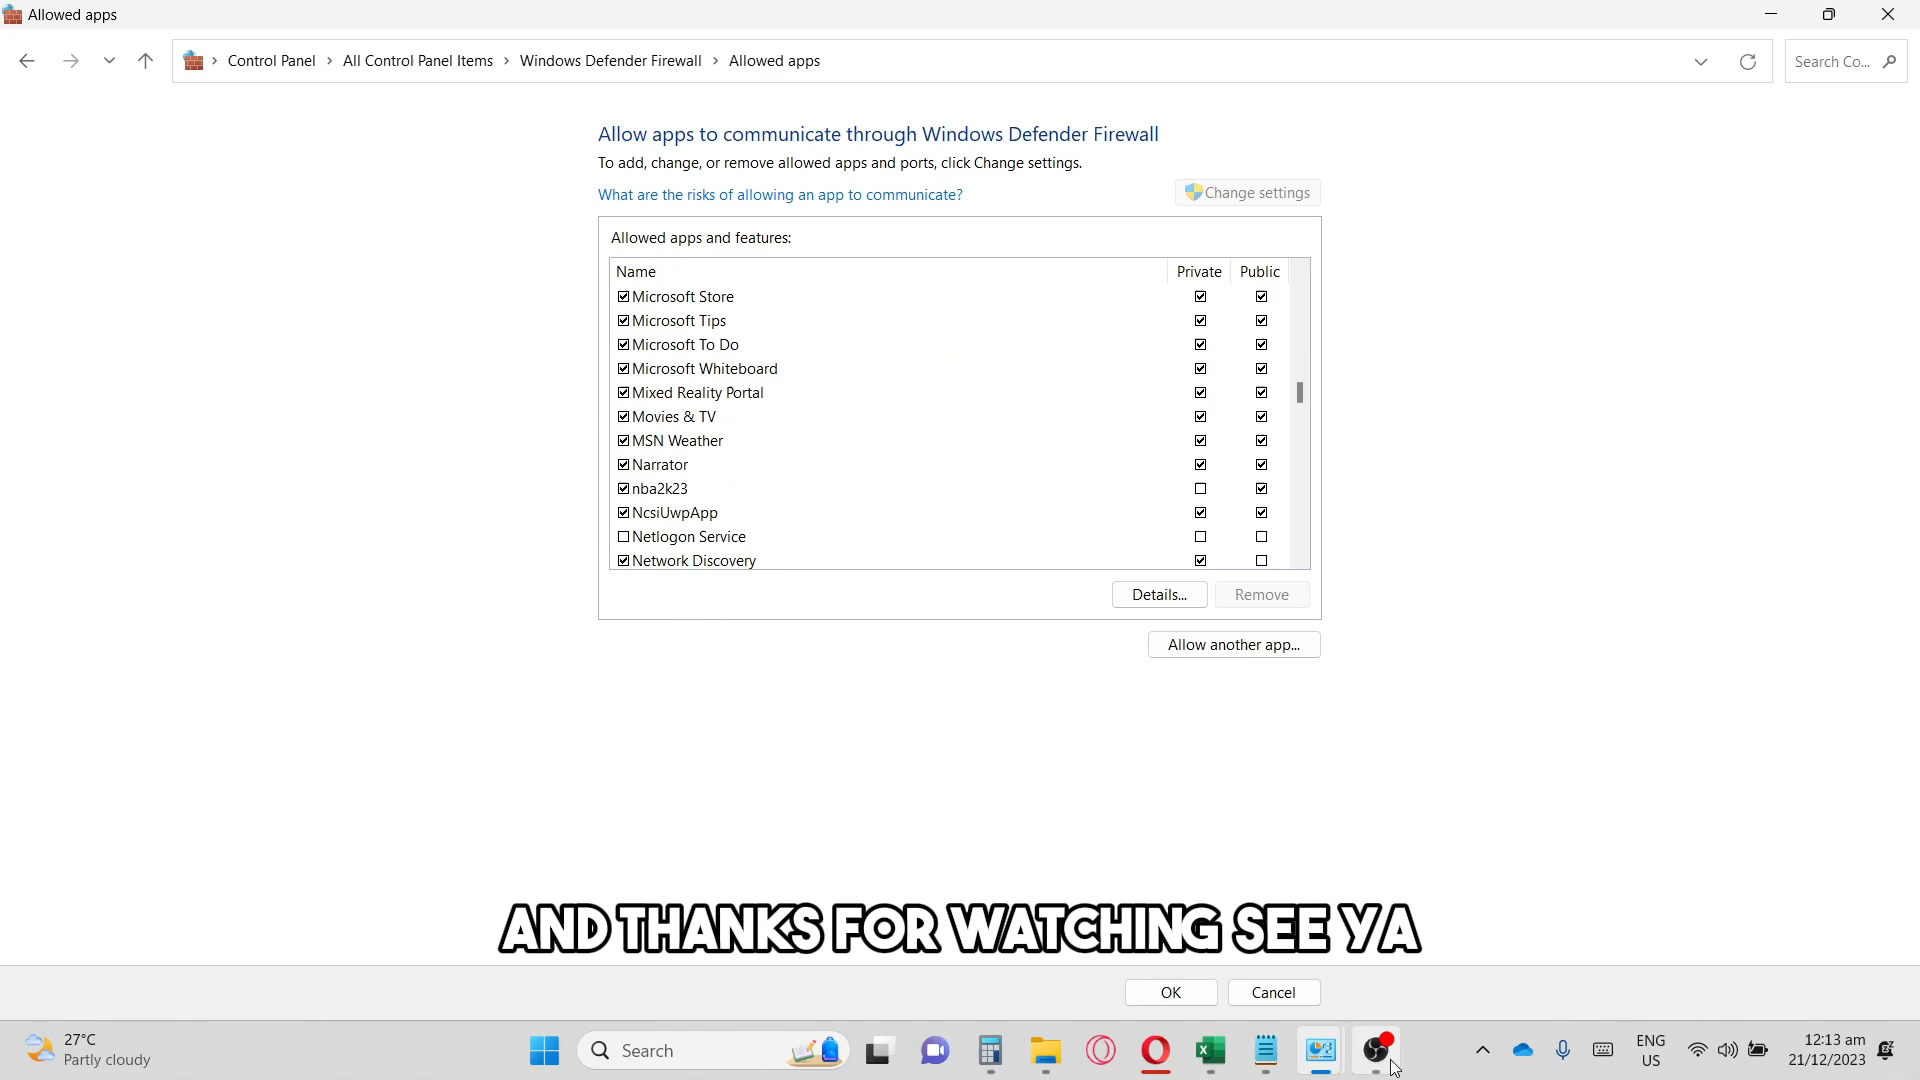 Allowed apps
Control Panel > All Control Panel Items > Windows Defender Firewall > Allowed apps
Search Co...
Allow apps to communicate through Windows Defender Firewall
To add, change, or remove allowed apps and ports, click Change settings.
What are the risks of allowing an app to communicate?
Change settings
Allowed apps and features:
Name Private Public
Microsoft Store
Microsoft Tips
Microsoft To Do
Microsoft Whiteboard
Mixed Reality Portal
Movies & TV
MSN Weather
Narrator
nba2k23
NcsiUwpApp
Netlogon Service
Network Discovery
Details... Remove
Allow another app...
AND THANKS FOR WATCHING SEE YA
OK Cancel
27°C
Partly cloudy
Search
ENG
US
12:13 am
21/12/2023